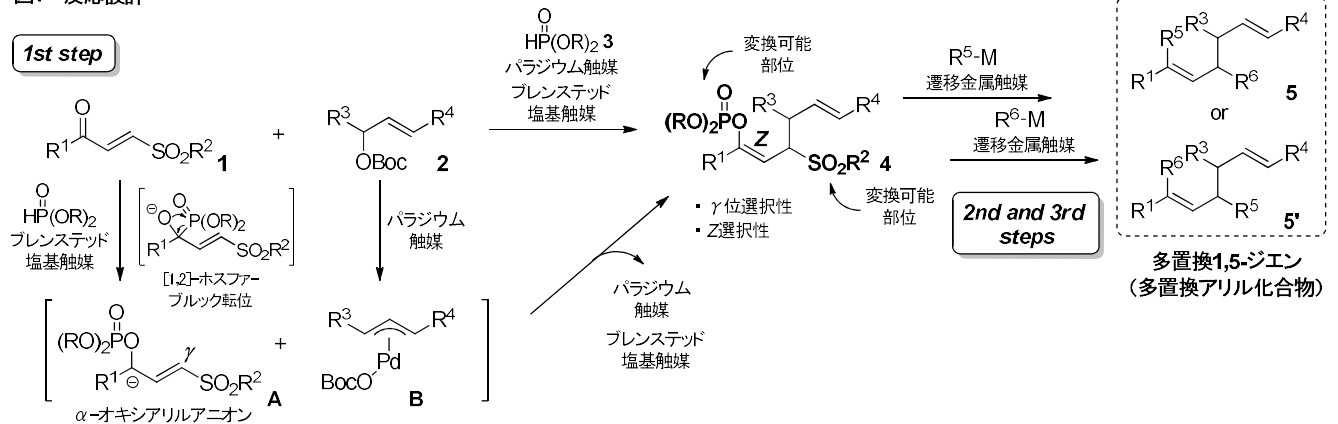 1st step
O
R¹
SO₂R²
1
+
R³
R⁴
OBoc
2
O
HP(OR)₂ 3
パラジウム触媒
ブレンステッド
塩基触媒
変換可能
部位
O
(RO)₂PO
R³
R⁴
Z
R¹
SO₂R² 4
変換可能
部位
・γ位選択性
・Z選択性
R⁵-M
遷移金属触媒
R⁶-M
遷移金属触媒
2nd and 3rd
steps
R⁵
R³
R⁴
R¹
R⁶
5
or
R⁶
R³
R⁴
R¹
R⁵
5'
多置換1,5-ジエン
(多置換アリル化合物)
O
HP(OR)₂
ブレンステッド
塩基触媒
⊖
O
O
P(OR)₂
R¹
SO₂R²
[1,2]-ホスファー
ブルック転位
パラジウム
触媒
O
(RO)₂P
O
γ
R¹
⊖
SO₂R²
A
α-オキシアリルアニオン
+
R³
R⁴
Pd
BocO
B
パラジウム
触媒
ブレンステッド
塩基触媒